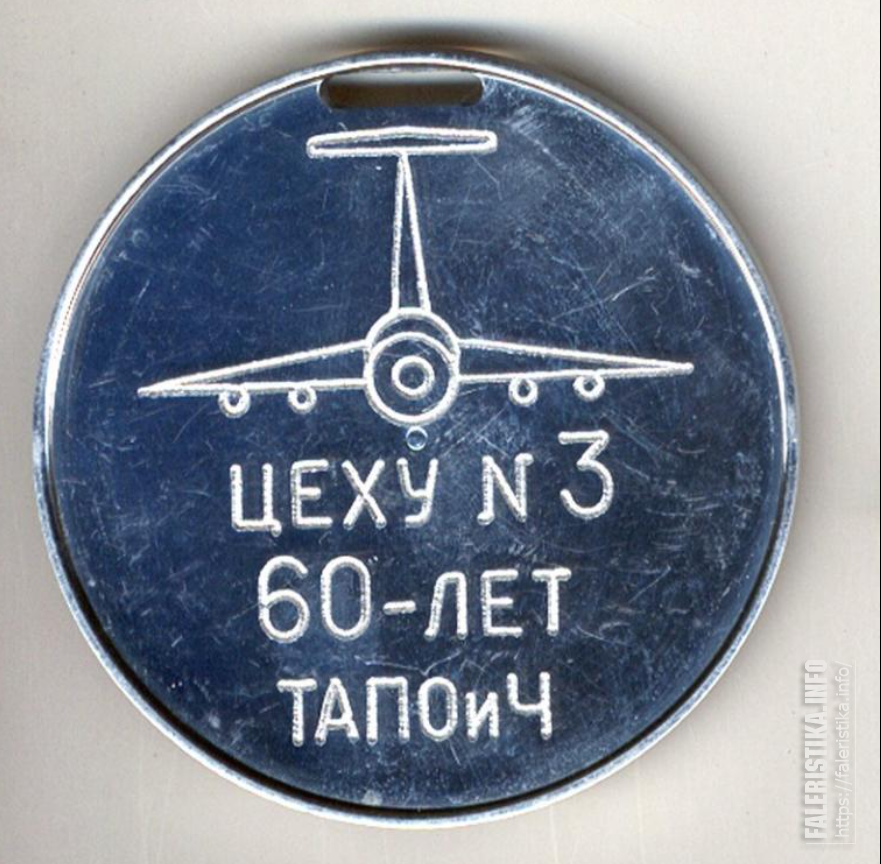 ЦЕХУ N 3
60-ЛЕТ
ТАПОиЧ
FALERISTIKA.INFO
https://faleristika.info/